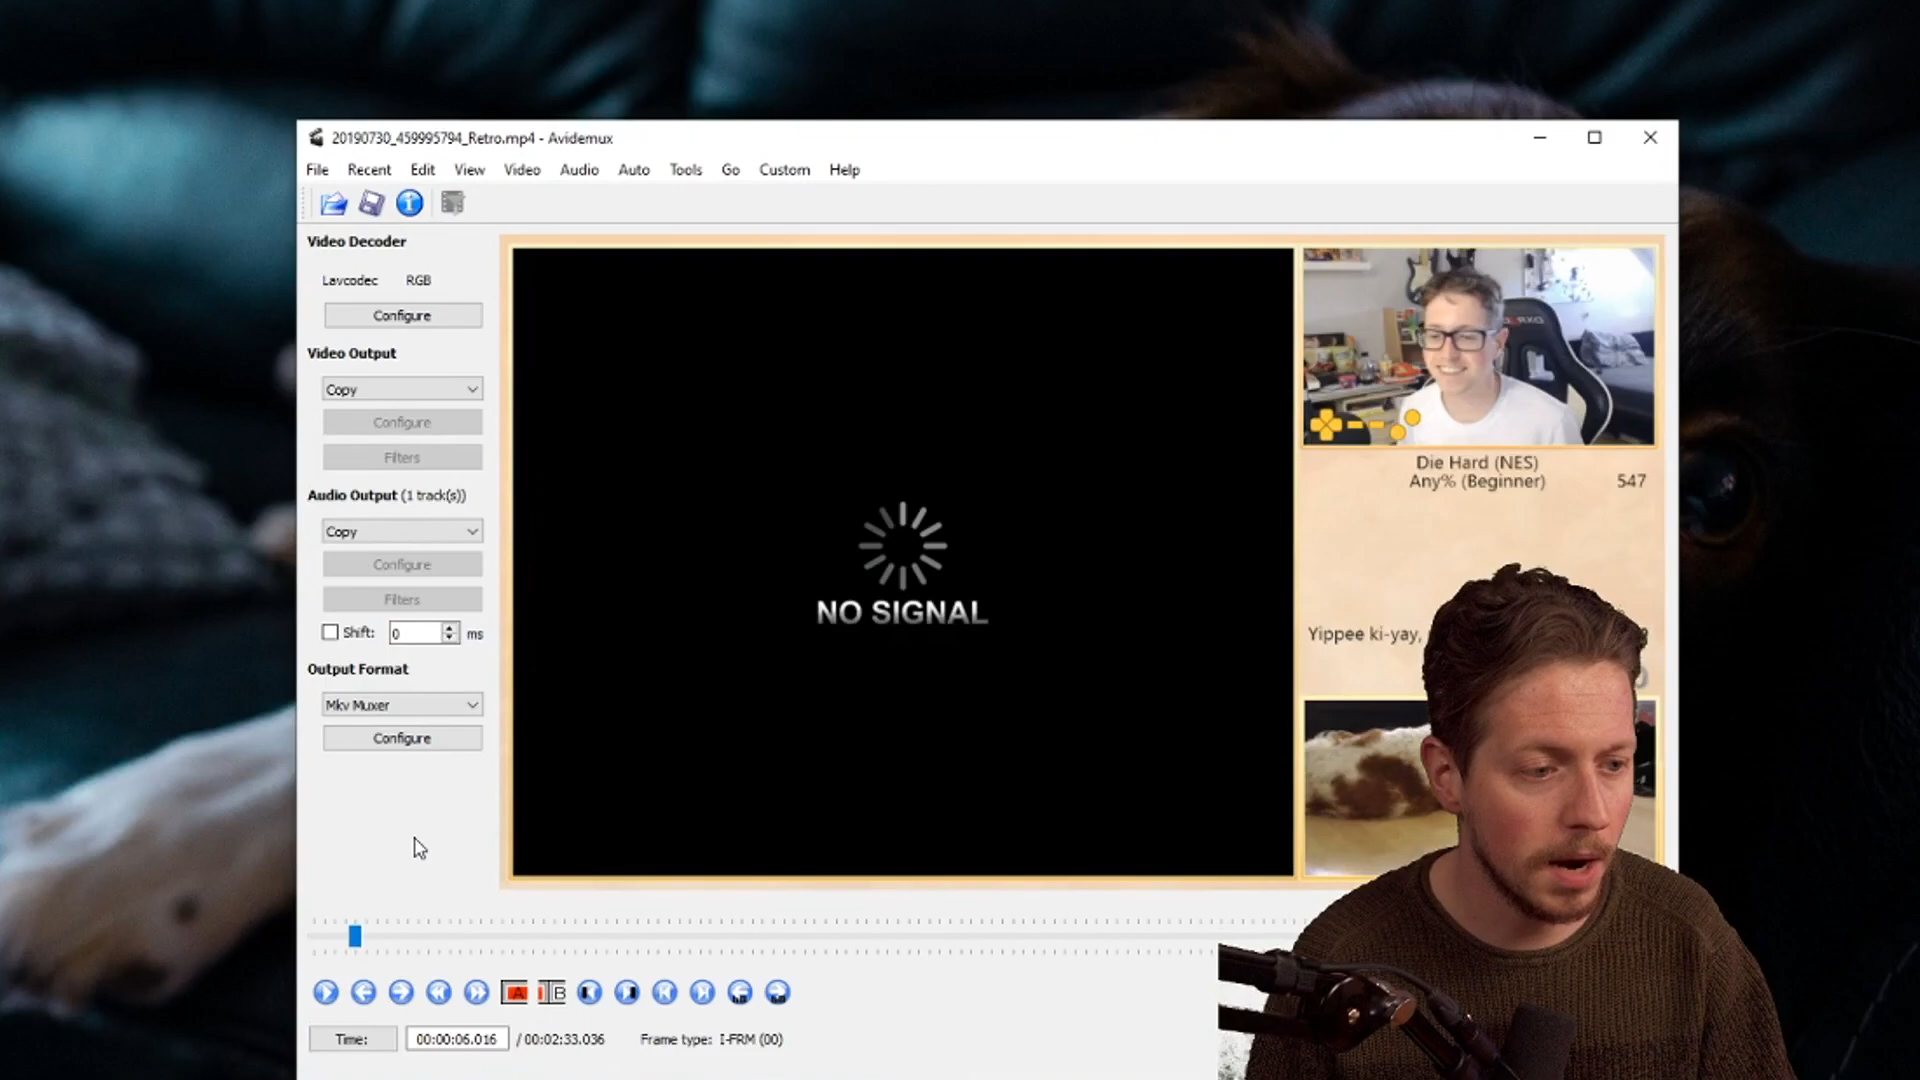 20190730_459995794_Retro.mp4 - Avidemux
File Recent Edit View Video Audio Auto Tools Go Custom Help
Video Decoder
Lavcodec RGB
Configure
Video Output
Copy
Configure
Filters
Audio Output (1 track(s))
Copy
Configure
Filters
Shift: 0 ms
Output Format
Mkv Muxer
Configure
NO SIGNAL
Die Hard (NES)
Any% (Beginner) 547
Yippee ki-yay,
A B
Time: 00:00:06.016 / 00:02:33.036 Frame type: I-FRM (00)